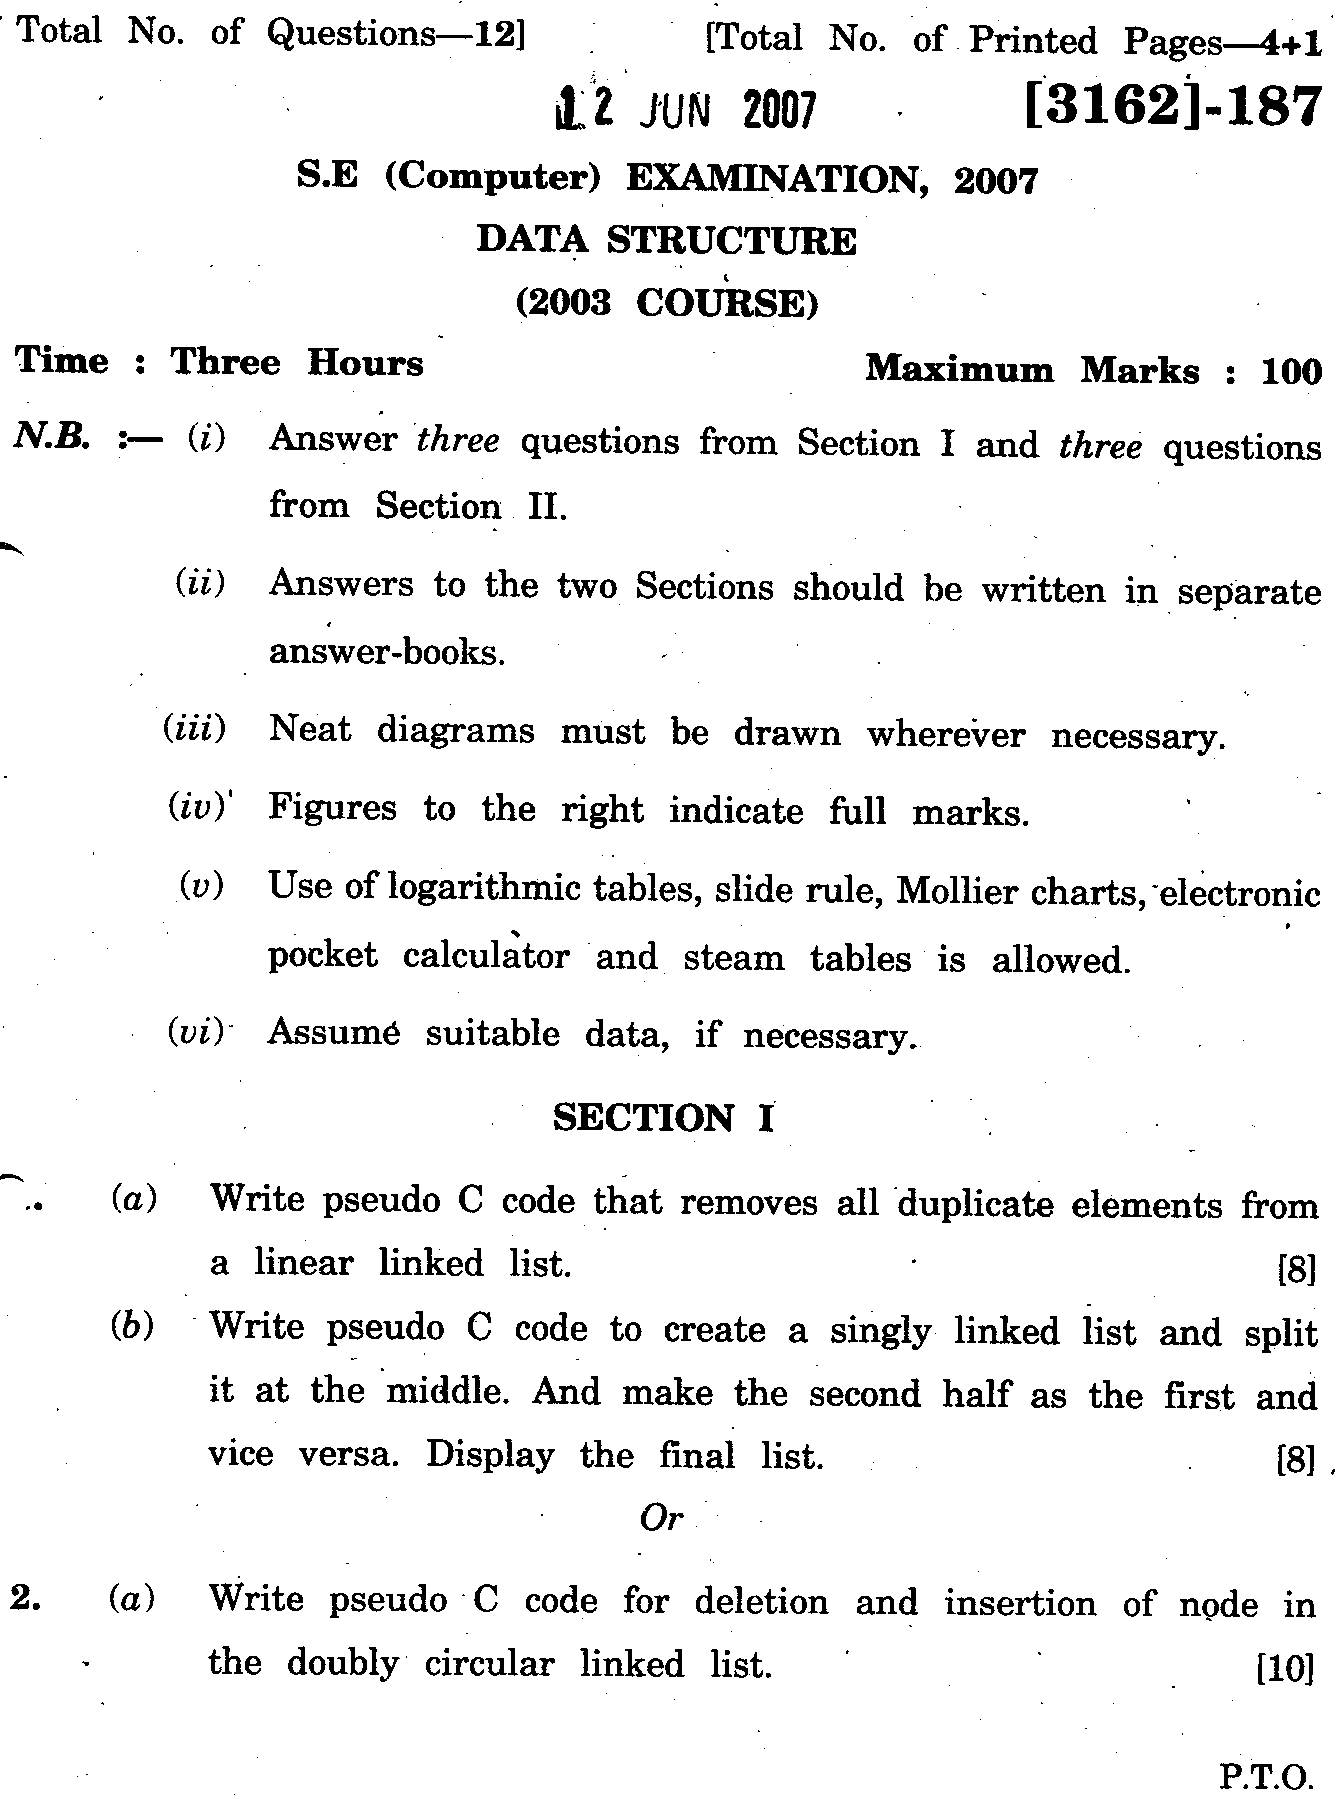 Total No. of Questions—12] [Total No. of Printed Pages—4+1
12 JUN 2007 [3162]-187
S.E (Computer) EXAMINATION, 2007
DATA STRUCTURE
(2003 COURSE)
Time : Three Hours Maximum Marks : 100
N.B. :— (i) Answer three questions from Section I and three questions
from Section II.
(ii) Answers to the two Sections should be written in separate
answer-books.
(iii) Neat diagrams must be drawn wherever necessary.
(iv) Figures to the right indicate full marks.
(v) Use of logarithmic tables, slide rule, Mollier charts, electronic
pocket calculator and steam tables is allowed.
(vi) Assume suitable data, if necessary.
SECTION I
(a) Write pseudo C code that removes all duplicate elements from
a linear linked list. [8]
(b) Write pseudo C code to create a singly linked list and split
it at the middle. And make the second half as the first and
vice versa. Display the final list. [8]
Or
2. (a) Write pseudo C code for deletion and insertion of node in
the doubly circular linked list. [10]
P.T.O.